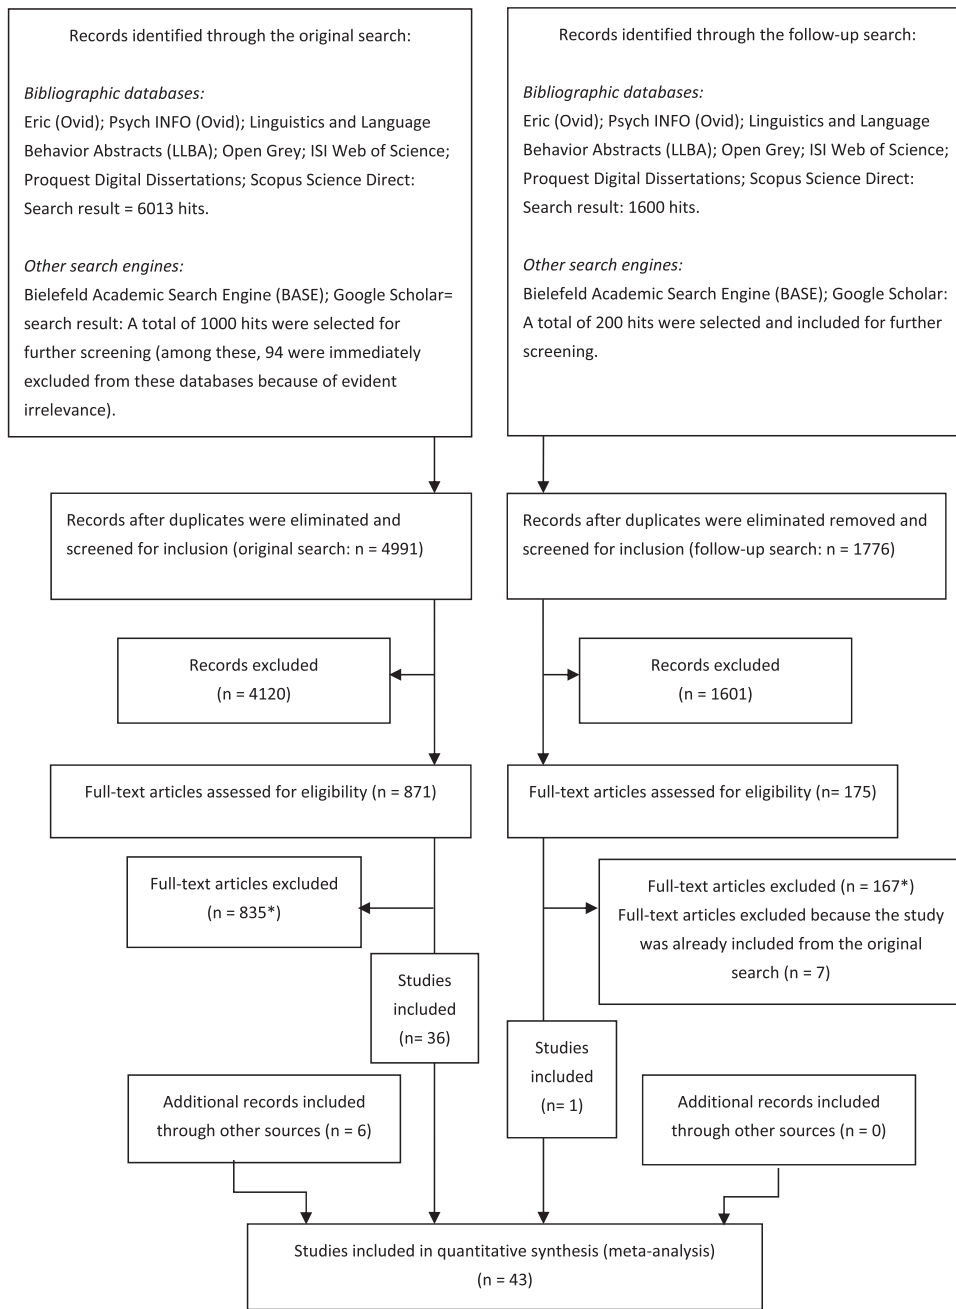 Records identified through the original search:
Bibliographic databases:
Eric (Ovid); Psych INFO (Ovid); Linguistics and Language
Behavior Abstracts (LLBA); Open Grey; ISI Web of Science;
Proquest Digital Dissertations; Scopus Science Direct:
Search result = 6013 hits.
Other search engines:
Bielefeld Academic Search Engine (BASE); Google Scholar=
search result: A total of 1000 hits were selected for
further screening (among these, 94 were immediately
excluded from these databases because of evident
irrelevance).
Records identified through the follow-up search:
Bibliographic databases:
Eric (Ovid); Psych INFO (Ovid); Linguistics and Language
Behavior Abstracts (LLBA); Open Grey; ISI Web of Science;
Proquest Digital Dissertations; Scopus Science Direct:
Search result: 1600 hits.
Other search engines:
Bielefeld Academic Search Engine (BASE); Google Scholar:
A total of 200 hits were selected and included for further
screening.
Records after duplicates were eliminated and
screened for inclusion (original search: n = 4991)
Records after duplicates were eliminated removed and
screened for inclusion (follow-up search: n = 1776)
Records excluded
(n = 4120)
Records excluded
(n = 1601)
Full-text articles assessed for eligibility (n = 871)
Full-text articles assessed for eligibility (n= 175)
Full-text articles excluded
(n = 835*)
Full-text articles excluded (n = 167*)
Full-text articles excluded because the study
was already included from the original
search (n = 7)
Studies
included
(n= 36)
Studies
included
(n= 1)
Additional records included
through other sources (n = 6)
Additional records included
through other sources (n = 0)
Studies included in quantitative synthesis (meta-analysis)
(n = 43)